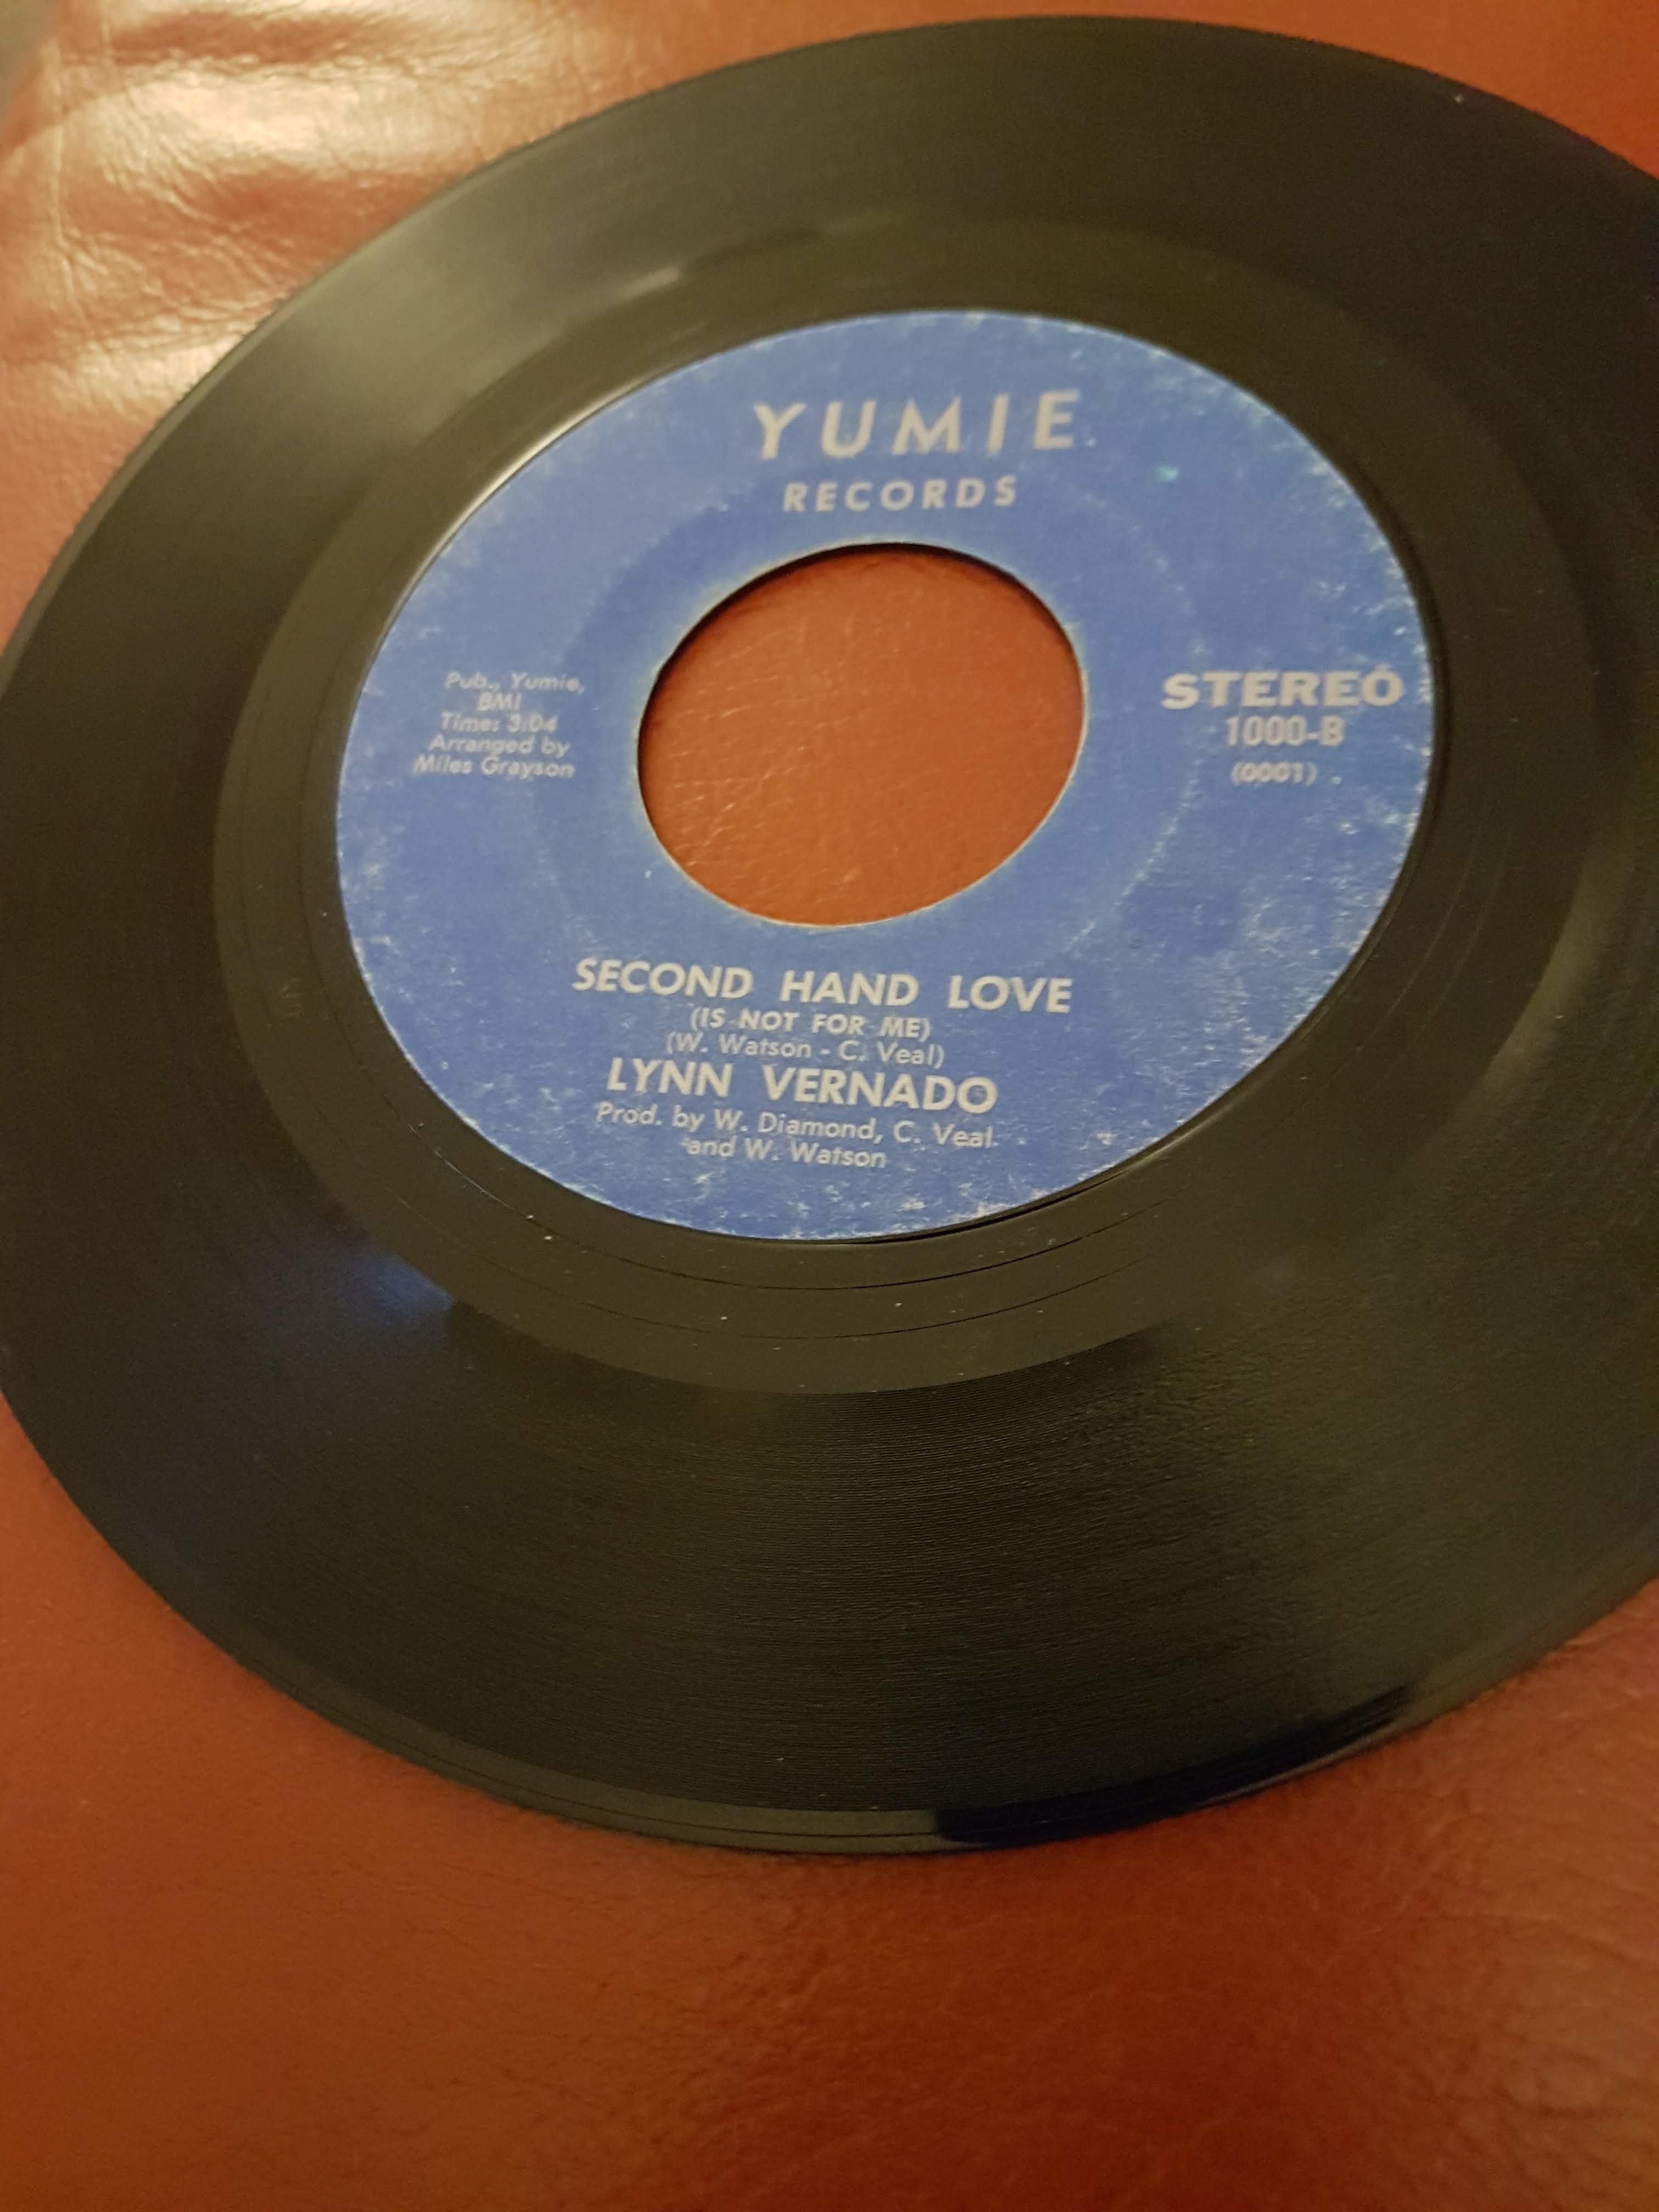 YUMIE
RECORDS
Pub., Yumie,
BMI
Time: 3:04
Arranged by
Miles Grayson
STEREO
1000-B
(0001)
SECOND HAND LOVE
(IS NOT FOR ME)
(W. Watson - C. Veal)
LYNN VERNADO
Prod. by W. Diamond, C. Veal
and W. Watson